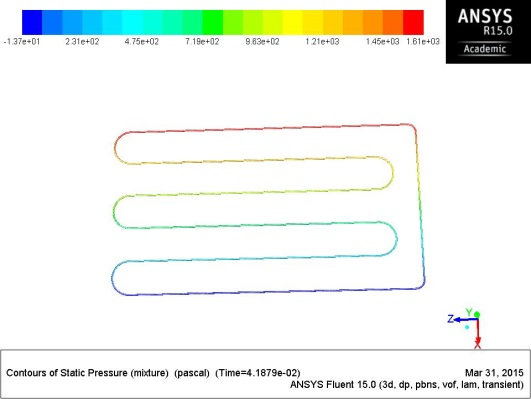 ANSYS
R15.0
Academic
-1.37e+01 2.31e+02 4.75e+02 7.19e+02 9.63e+02 1.21e+03 1.45e+03 1.61e+03
Z Y X
Contours of Static Pressure (mixture) (pascal) (Time=4.1879e-02) Mar 31, 2015
ANSYS Fluent 15.0 (3d, dp, pbns, vof, lam, transient)